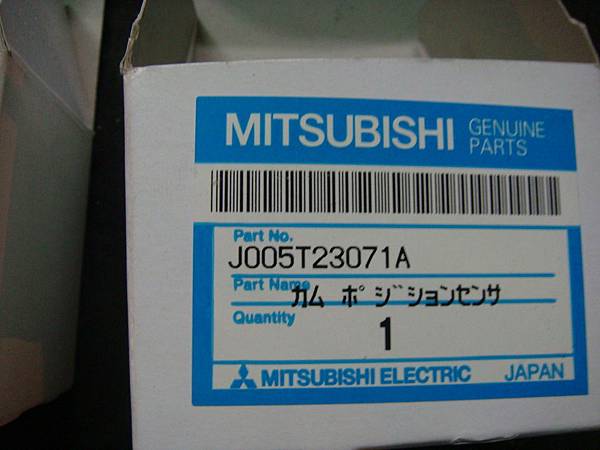 MITSUBISHI GENUINE PARTS
Part No.
J005T23071A
Part Name
カム ポジションセンサ
Quantity
1
MITSUBISHI ELECTRIC JAPAN